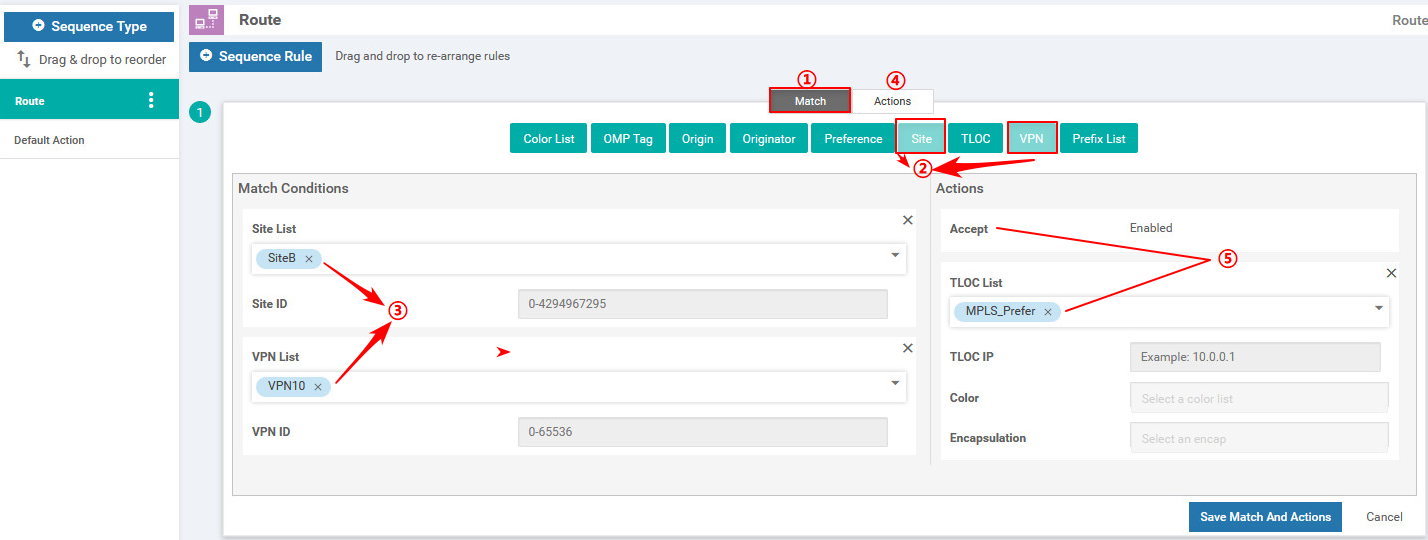 Sequence Type
Drag & drop to reorder
Route
Default Action
Route
Route
Sequence Rule
Drag and drop to re-arrange rules
① ④
1
Match Actions
Color List OMP Tag Origin Originator Preference Site TLOC VPN Prefix List
②
Match Conditions
Site List
SiteB ×
Site ID 0-4294967295
③
VPN List
VPN10 ×
VPN ID 0-65536
Actions
Accept Enabled
⑤
TLOC List
MPLS_Prefer ×
TLOC IP Example: 10.0.0.1
Color Select a color list
Encapsulation Select an encap
Save Match And Actions Cancel